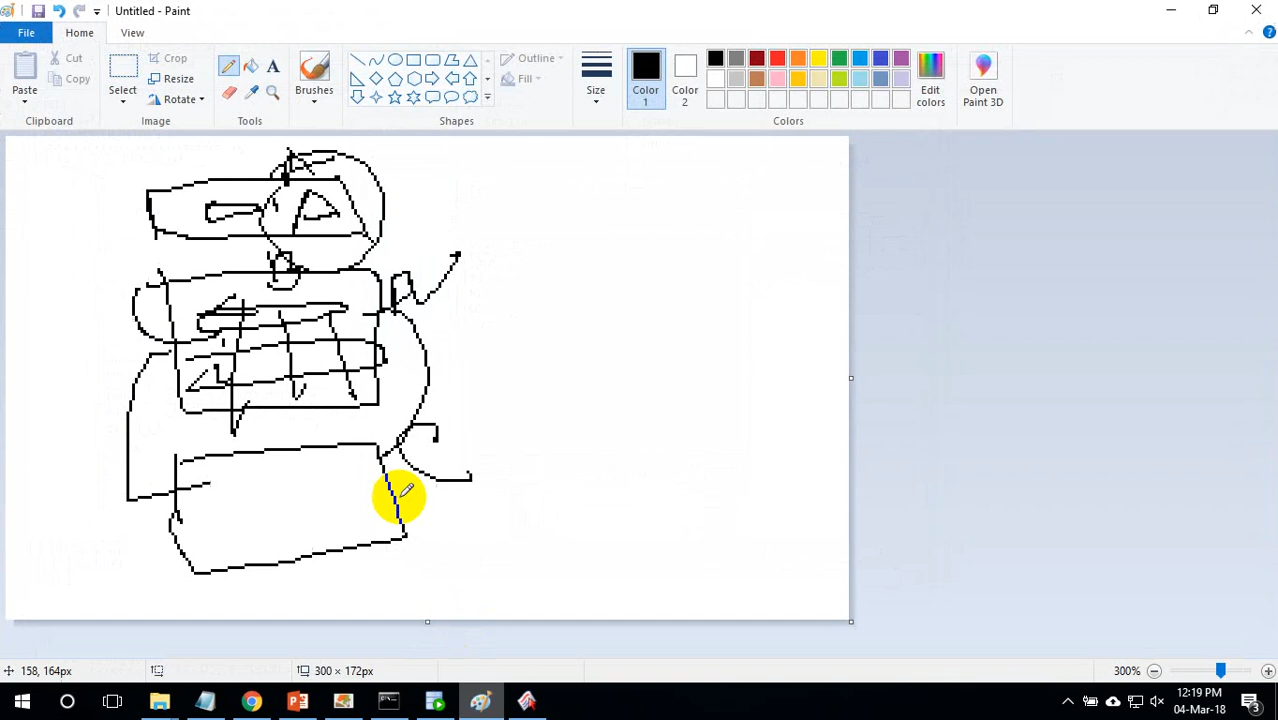 Untitled - Paint
File
Home
View
Paste
Cut
Copy
Clipboard
Select
Crop
Resize
Rotate
Image
Tools
Brushes
Outline
Fill
Shapes
Size
Color 1
Color 2
Edit colors
Colors
Open Paint 3D
158, 164px
300 × 172px
300%
12:19 PM
04-Mar-18
3